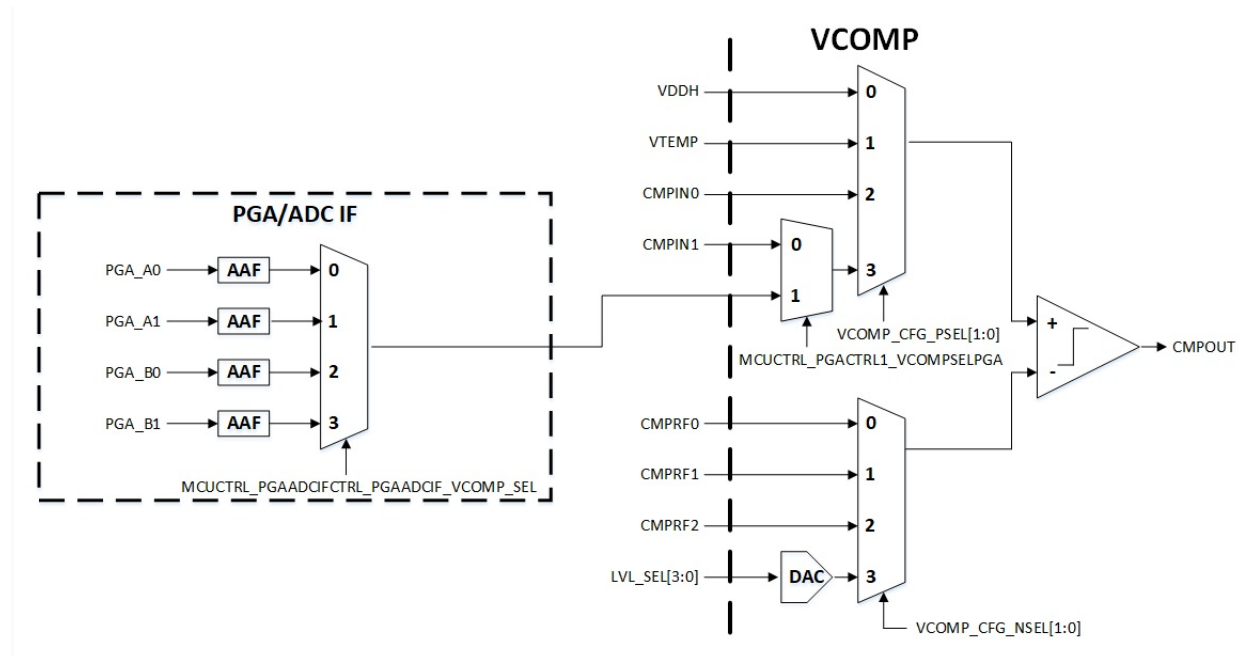 VCOMP
VDDH
0
VTEMP
1
CMPIN0
2
CMPIN1
0
3
1
VCOMP_CFG_PSEL[1:0]
MCUCTRL_PGACTRL1_VCOMPSELPGA
PGA/ADC IF
PGA_A0
AAF
0
PGA_A1
AAF
1
PGA_B0
AAF
2
PGA_B1
AAF
3
MCUCTRL_PGAADCIFCTRL_PGAADCIF_VCOMP_SEL
+
-
CMPOUT
CMPRF0
0
CMPRF1
1
CMPRF2
2
LVL_SEL[3:0]
DAC
3
VCOMP_CFG_NSEL[1:0]